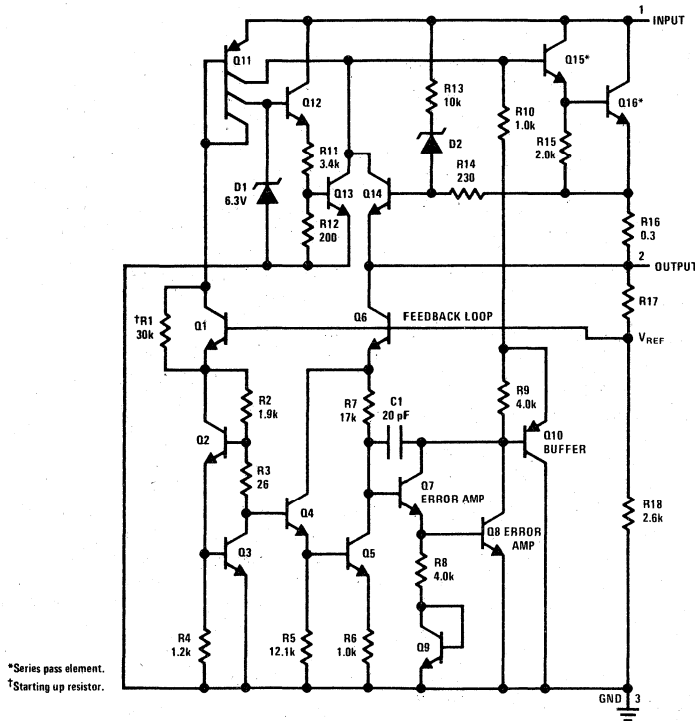 1
INPUT
Q11
Q15*
Q12
R13
10k
R10
1.0k
Q16*
R11
3.4k
D2
R15
2.0k
D1
6.3V
R14
230
Q13
Q14
R12
200
R16
0.3
2
OUTPUT
†R1
30k
Q1
Q6
FEEDBACK LOOP
R17
VREF
R2
1.9k
R7
17k
C1
20 pF
R9
4.0k
Q2
Q10
BUFFER
R3
26
Q7
ERROR AMP
Q4
R18
2.6k
Q8 ERROR
AMP
Q3
Q5
R8
4.0k
R4
1.2k
R5
12.1k
R6
1.0k
Q9
*Series pass element.
†Starting up resistor.
GND 3